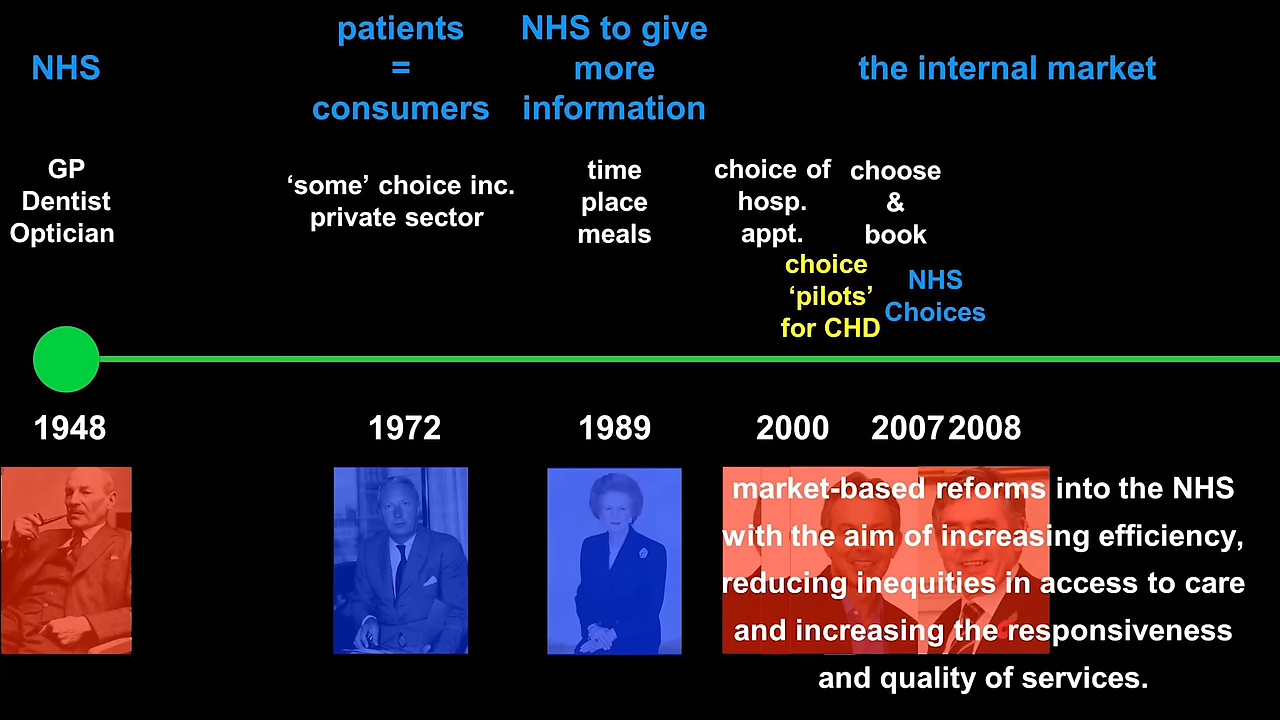 NHS
patients
=
consumers
NHS to give
more
information
the internal market
GP
Dentist
Optician
‘some’ choice inc.
private sector
time
place
meals
choice of
hosp.
appt.
choose
&
book
choice
‘pilots’
for CHD
NHS
Choices
1948
1972
1989
2000
2007
2008
market-based reforms into the NHS
with the aim of increasing efficiency,
reducing inequities in access to care
and increasing the responsiveness
and quality of services.